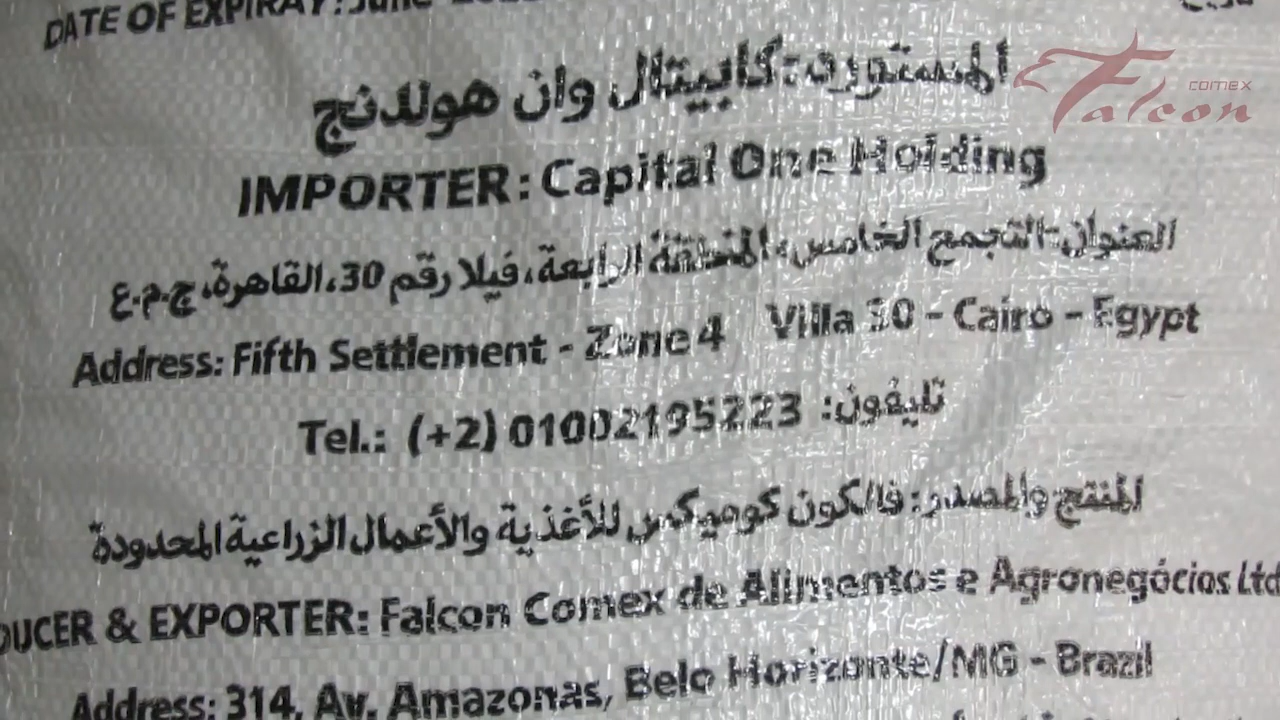 DATE OF EXPIRAY: June
المستورد: كابيتال وان هولدنج
IMPORTER: Capital One Holding
العنوان: التجمع الخامس، المنطقة الرابعة، فيلا رقم 30، القاهرة، ج.م.ع
Address: Fifth Settlement - Zone 4 Villa 30 - Cairo - Egypt
Tel.: (+2) 01002195223 تليفون:
المنتج والمصدر: فالكون كوميكس للأغذية والأعمال الزراعية المحدودة
DUCER & EXPORTER: Falcon Comex de Alimentos e Agronegócios Ltd
Address: 314, Av. Amazonas, Belo Horizonte/MG - Brazil
Falcon comex